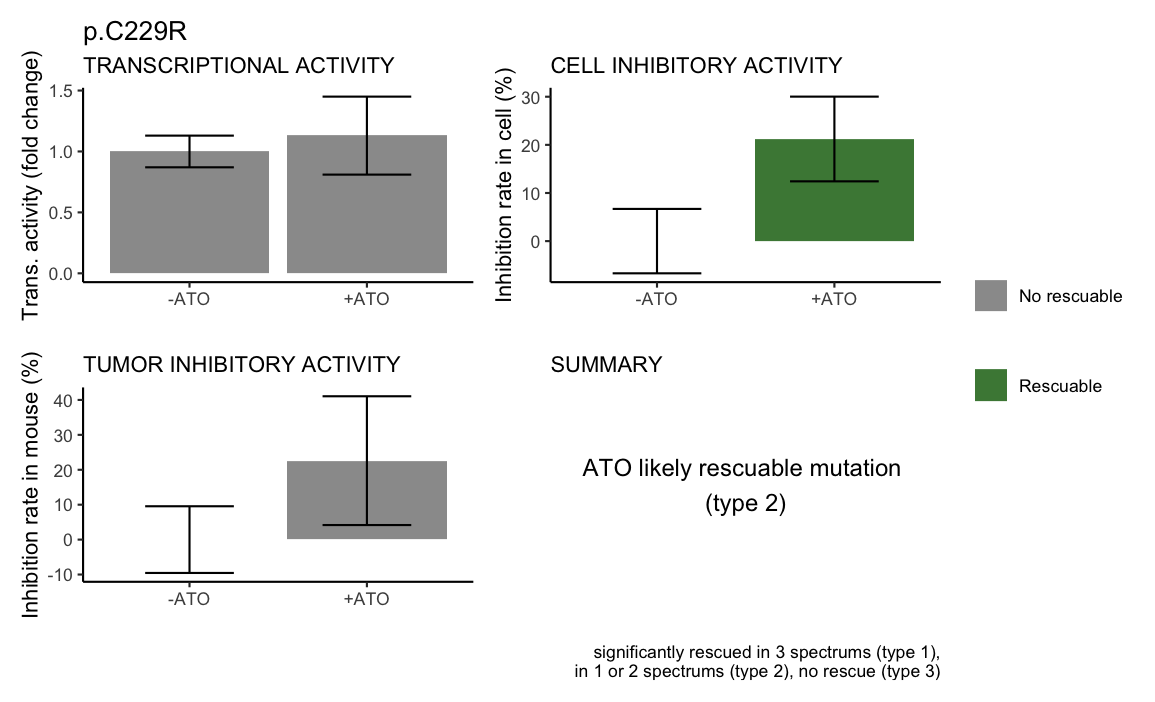 p.C229R
TRANSCRIPTIONAL ACTIVITY
Trans. activity (fold change)
1.5
1.0
0.5
0.0
-ATO
+ATO
CELL INHIBITORY ACTIVITY
Inhibition rate in cell (%)
30
20
10
0
-ATO
+ATO
No rescuable
Rescuable
TUMOR INHIBITORY ACTIVITY
Inhibition rate in mouse (%)
40
30
20
10
0
-10
-ATO
+ATO
SUMMARY
ATO likely rescuable mutation
(type 2)
significantly rescued in 3 spectrums (type 1),
in 1 or 2 spectrums (type 2), no rescue (type 3)